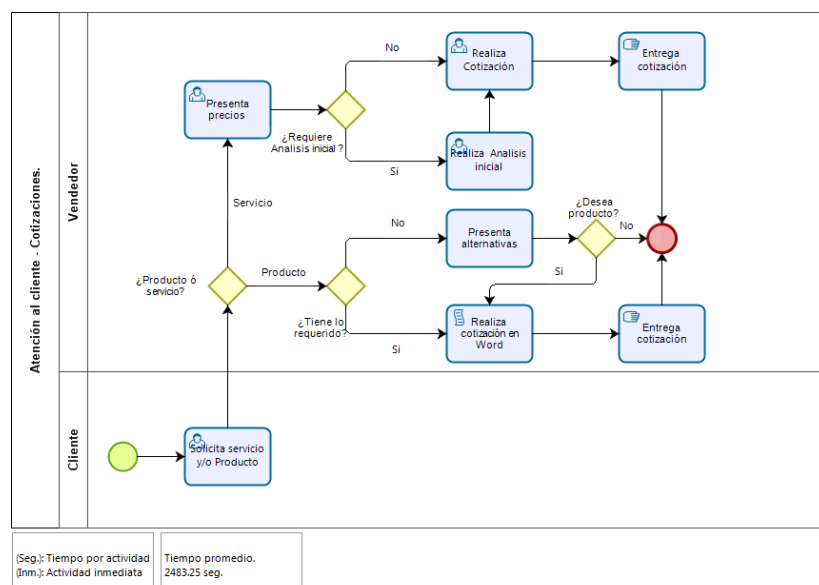 Atención al cliente - Cotizaciones.
Vendedor
Cliente
No
Realiza
Cotización
Entrega
cotización
Presenta
precios
¿Requiere
Analisis inicial ?
Si
Realiza Analisis
inicial
Servicio
¿Desea
producto?
No
Presenta
alternativas
No
¿Producto ó
servicio?
Producto
Si
¿Tiene lo
requerido?
Si
Realiza
cotización en
Word
Entrega
cotización
Solicita servicio
y/o Producto
(Seg.): Tiempo por actividad
(Inm.): Actividad inmediata
Tiempo promedio.
2483.25 seg.